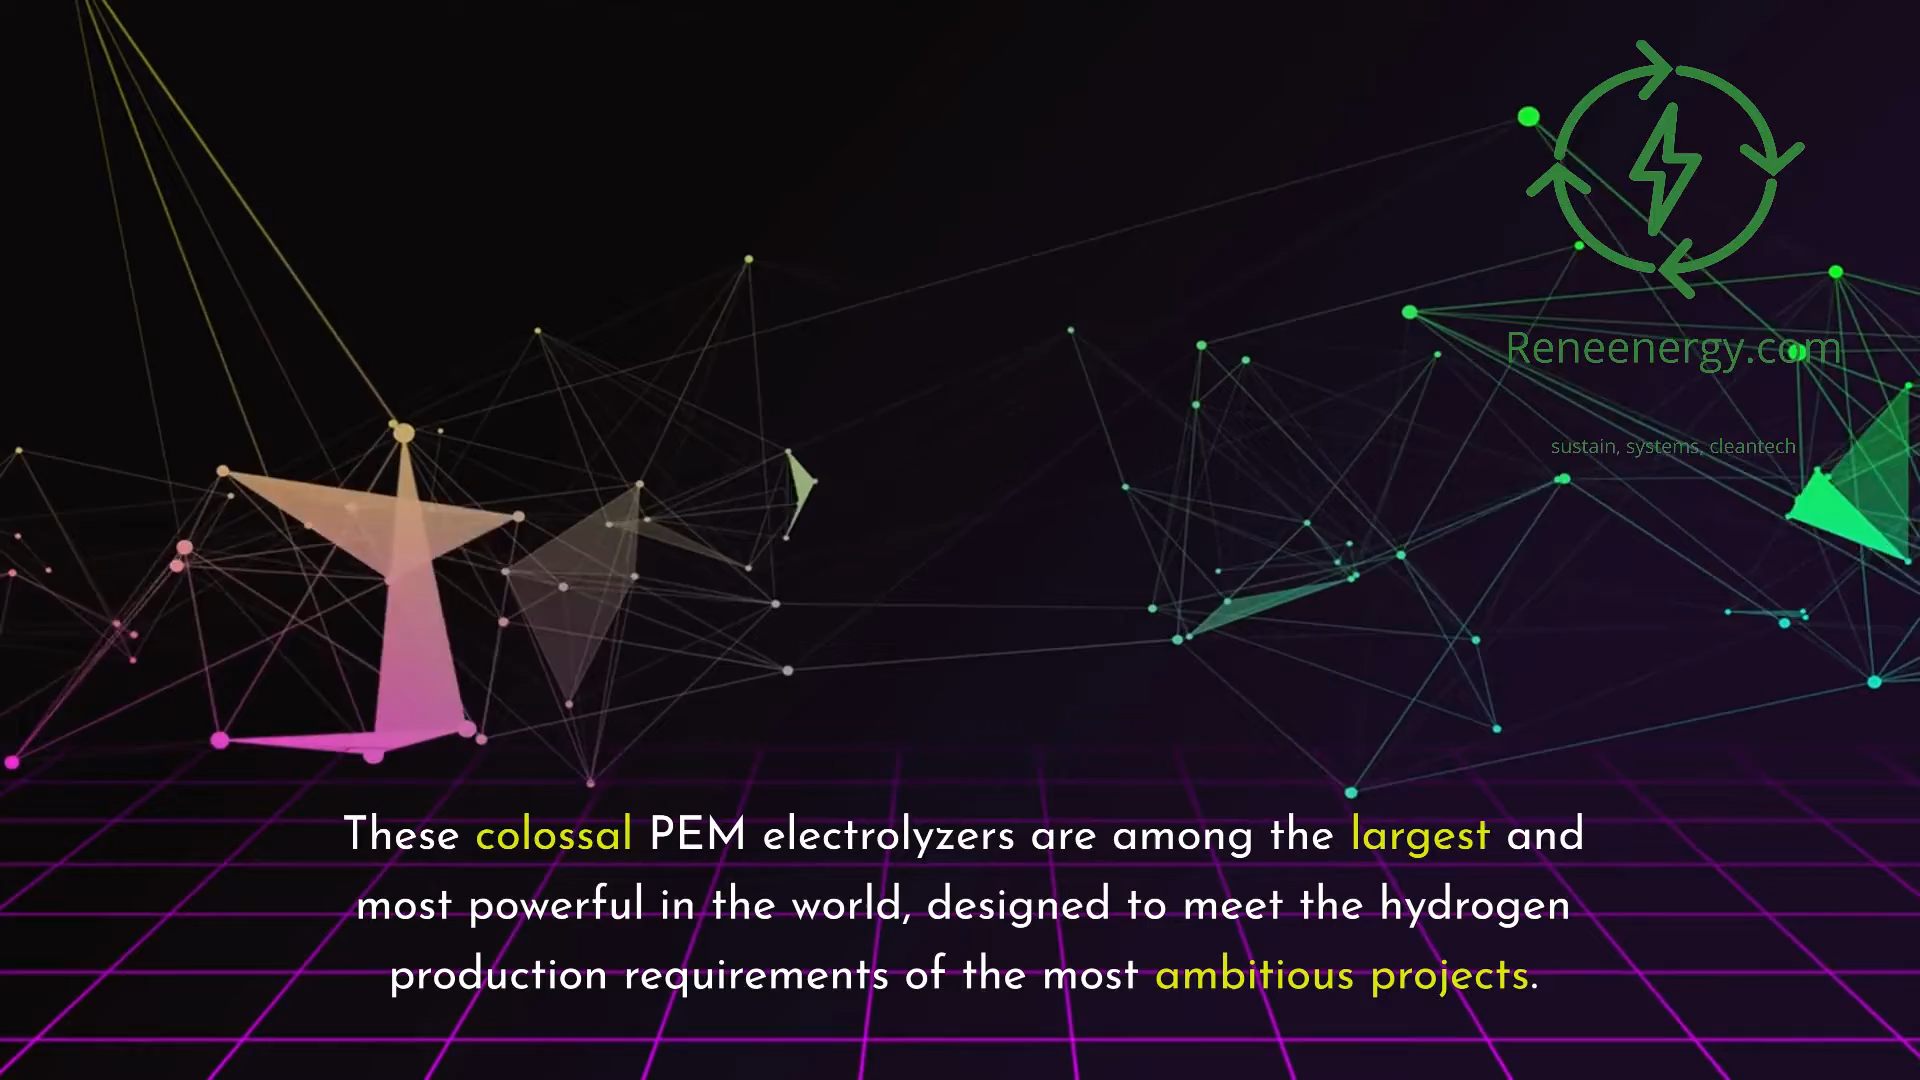 Reneenergy.com
sustain, systems, cleantech
These colossal PEM electrolyzers are among the largest and
most powerful in the world, designed to meet the hydrogen
production requirements of the most ambitious projects.